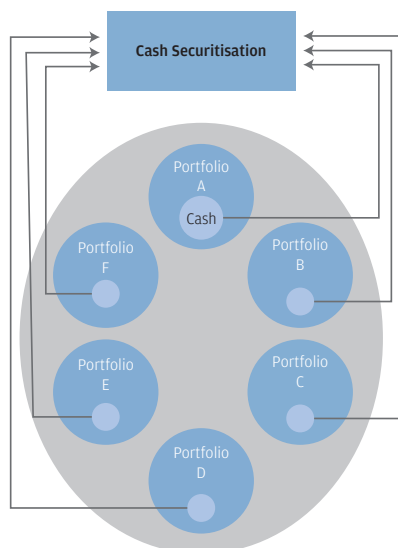 Cash Securitisation
Portfolio
A
Cash
Portfolio
F
Portfolio
B
Portfolio
E
Portfolio
C
Portfolio
D